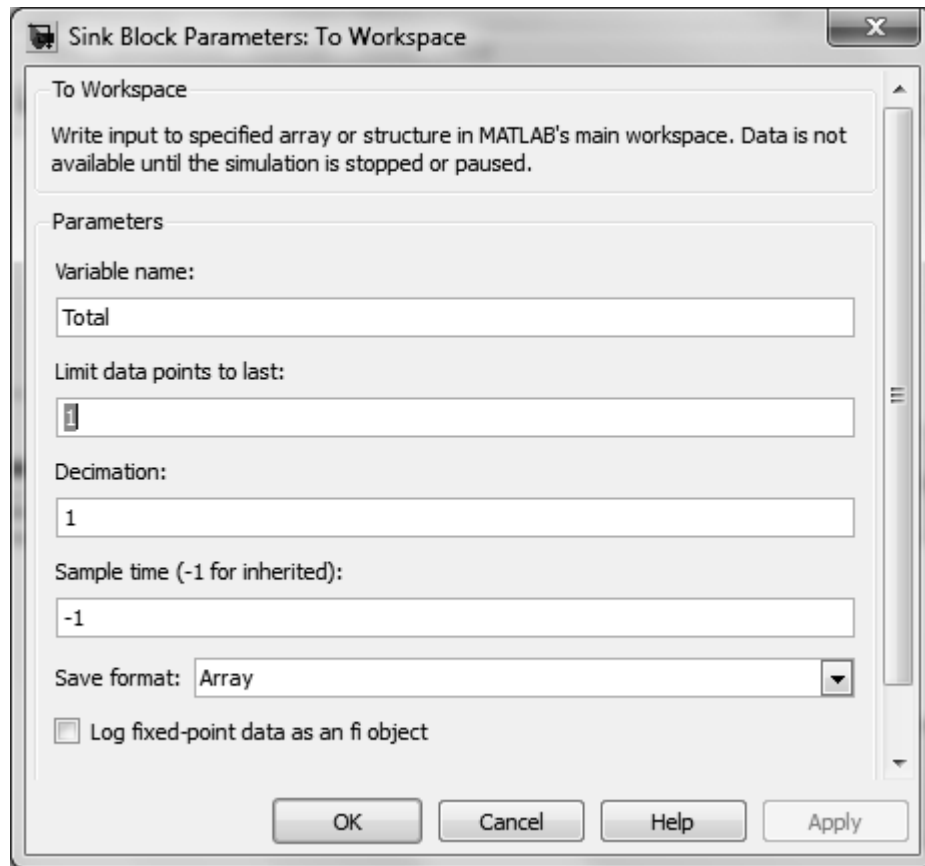 Sink Block Parameters: To Workspace
X
To Workspace
Write input to specified array or structure in MATLAB's main workspace. Data is not
available until the simulation is stopped or paused.
Parameters
Variable name:
Total
Limit data points to last:
1
Decimation:
1
Sample time (-1 for inherited):
-1
Save format: Array
Log fixed-point data as an fi object
OK Cancel Help Apply